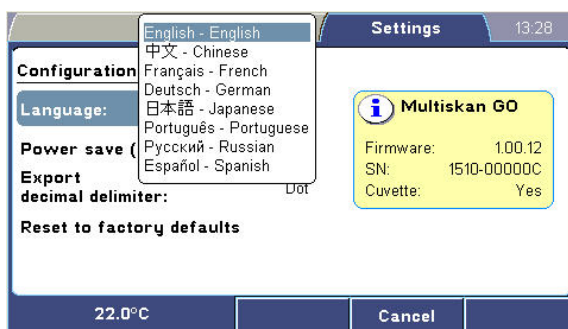 Settings
13:28
Configuration
Language:
English - English
中文 - Chinese
Français - French
Deutsch - German
日本語 - Japanese
Português - Portuguese
Русский - Russian
Español - Spanish
Power save (
Export
decimal delimiter:
Dot
Reset to factory defaults
Multiskan GO
Firmware: 1.00.12
SN: 1510-00000C
Cuvette: Yes
22.0°C
Cancel